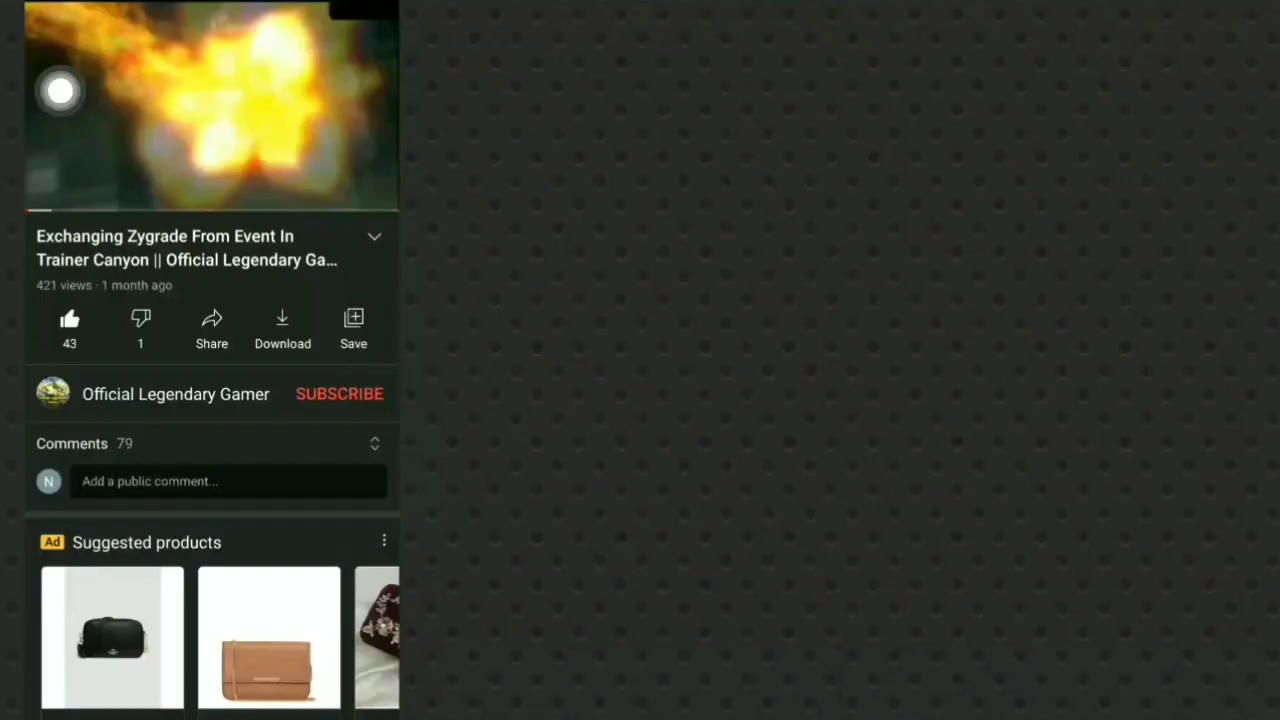 Exchanging Zygrade From Event In
Trainer Canyon || Official Legendary Ga...
421 views · 1 month ago
43
1
Share
Download
Save
Official Legendary Gamer
SUBSCRIBE
Comments 79
N
Add a public comment...
Ad Suggested products